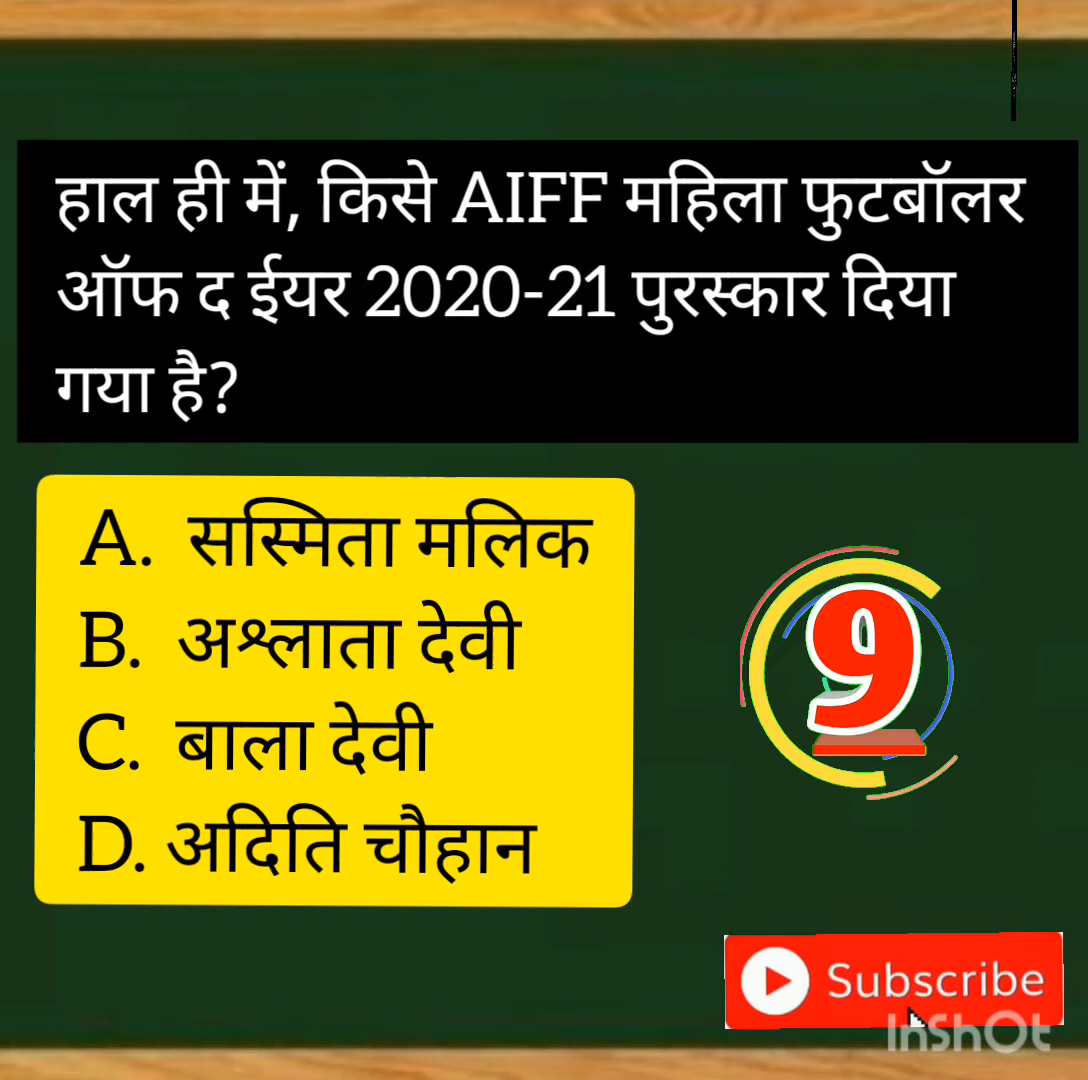 हाल ही में, किसे AIFF महिला फुटबॉलर
ऑफ द ईयर 2020-21 पुरस्कार दिया
गया है?
A. सस्मिता मलिक
B. अश्लाता देवी
C. बाला देवी
D. अदिति चौहान
9
Subscribe
InShOt